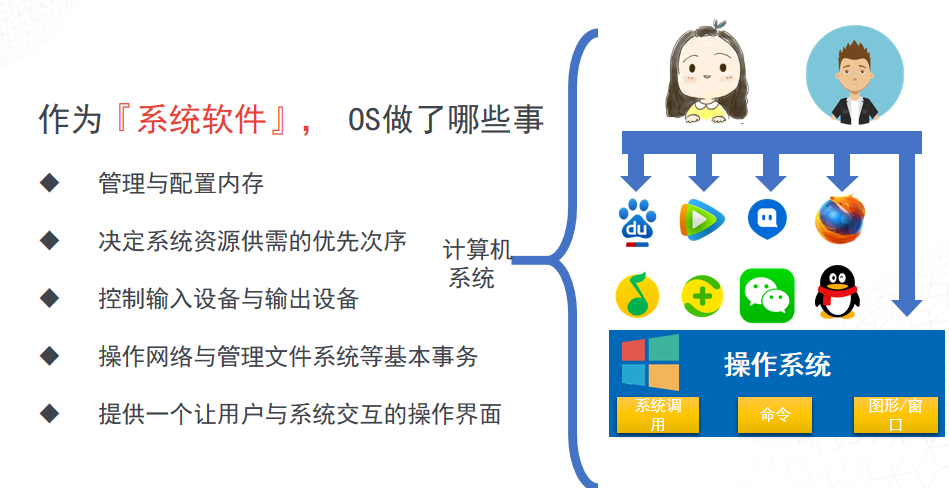 作为『系统软件』， OS做了哪些事
管理与配置内存
决定系统资源供需的优先次序
控制输入设备与输出设备
操作网络与管理文件系统等基本事务
提供一个让用户与系统交互的操作界面
计算机
系统
du
操作系统
系统调
用
命令
图形/窗
口